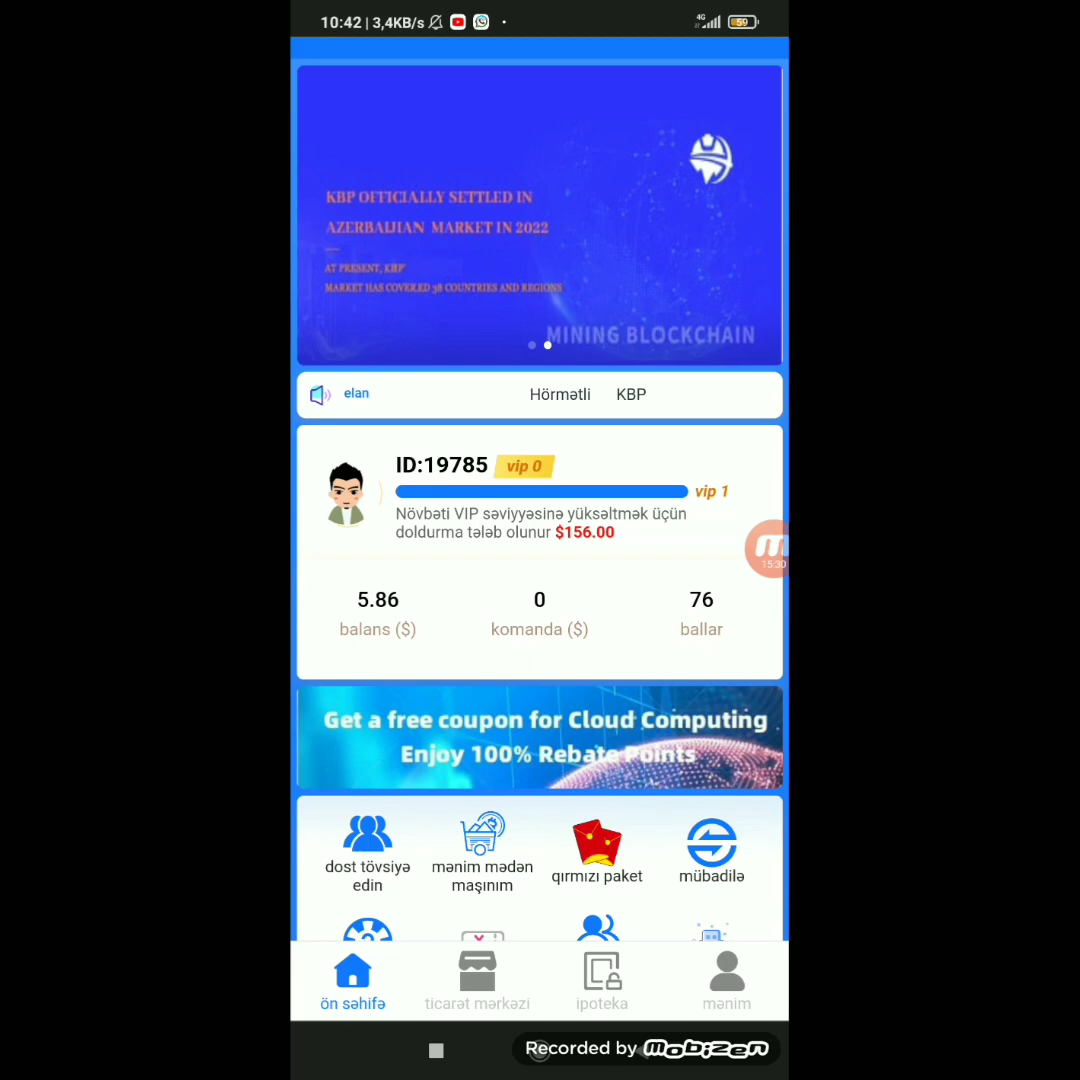 10:42 | 3,4KB/s
4G
59
KBP OFFICIALLY SETTLED IN
AZERBAIJIAN MARKET IN 2022
AT PRESENT, KBP
MARKET HAS COVERED 38 COUNTRIES AND REGIONS
MINING BLOCKCHAIN
elan
Hörmətli KBP
ID:19785 vip 0
vip 1
Növbəti VIP səviyyəsinə yüksəltmək üçün
doldurma tələb olunur $156.00
15:30
5.86 0 76
balans ($) komanda ($) ballar
Get a free coupon for Cloud Computing
Enjoy 100% Rebate Points
dost tövsiyə
edin
mənim mədən
maşınım
qırmızı paket
mübadilə
ön səhifə ticarət mərkəzi ipoteka mənim
Recorded by mobizen